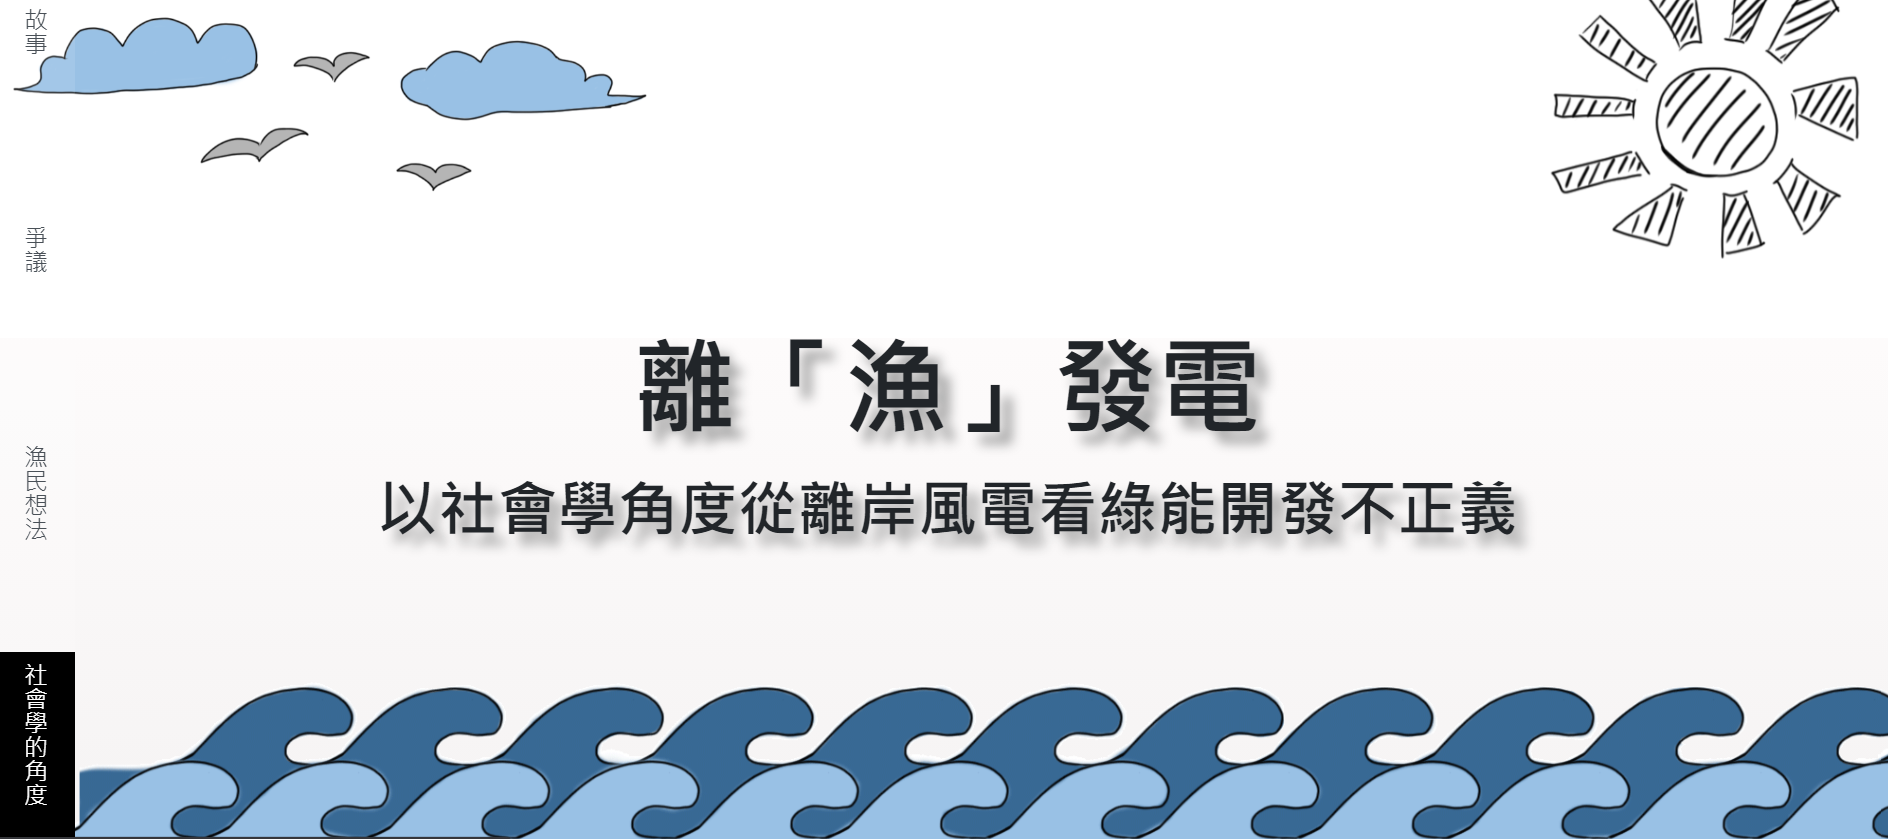 故事
爭議
漁民想法
社會學的角度
離「漁」發電
以社會學角度從離岸風電看綠能開發不正義